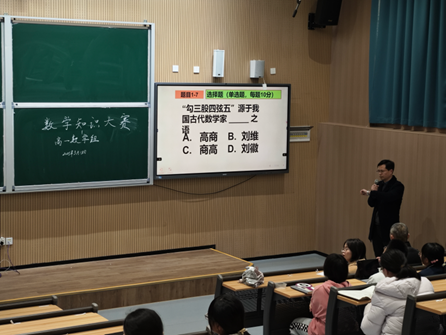 数学知识大赛
高一数学组
题目1-7 选择题（单选题，每题10分）
“勾三股四弦五”源于我
国古代数学家_____之
语
A. 高商 B. 刘维
C. 商高 D. 刘徽